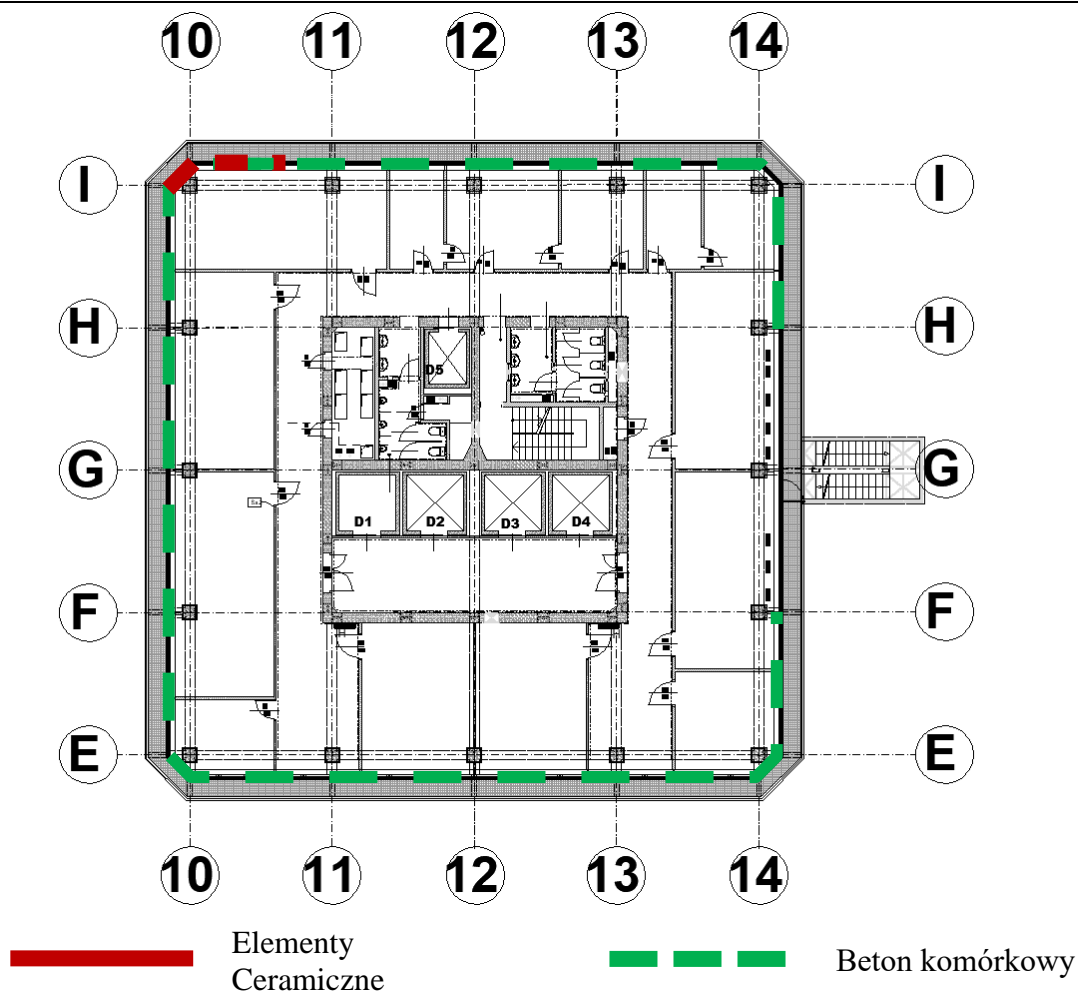 10 11 12 13 14
I I
H H
D5
G G
D1 D2 D3 D4
F F
E E
10 11 12 13 14
Elementy
Ceramiczne
Beton komórkowy